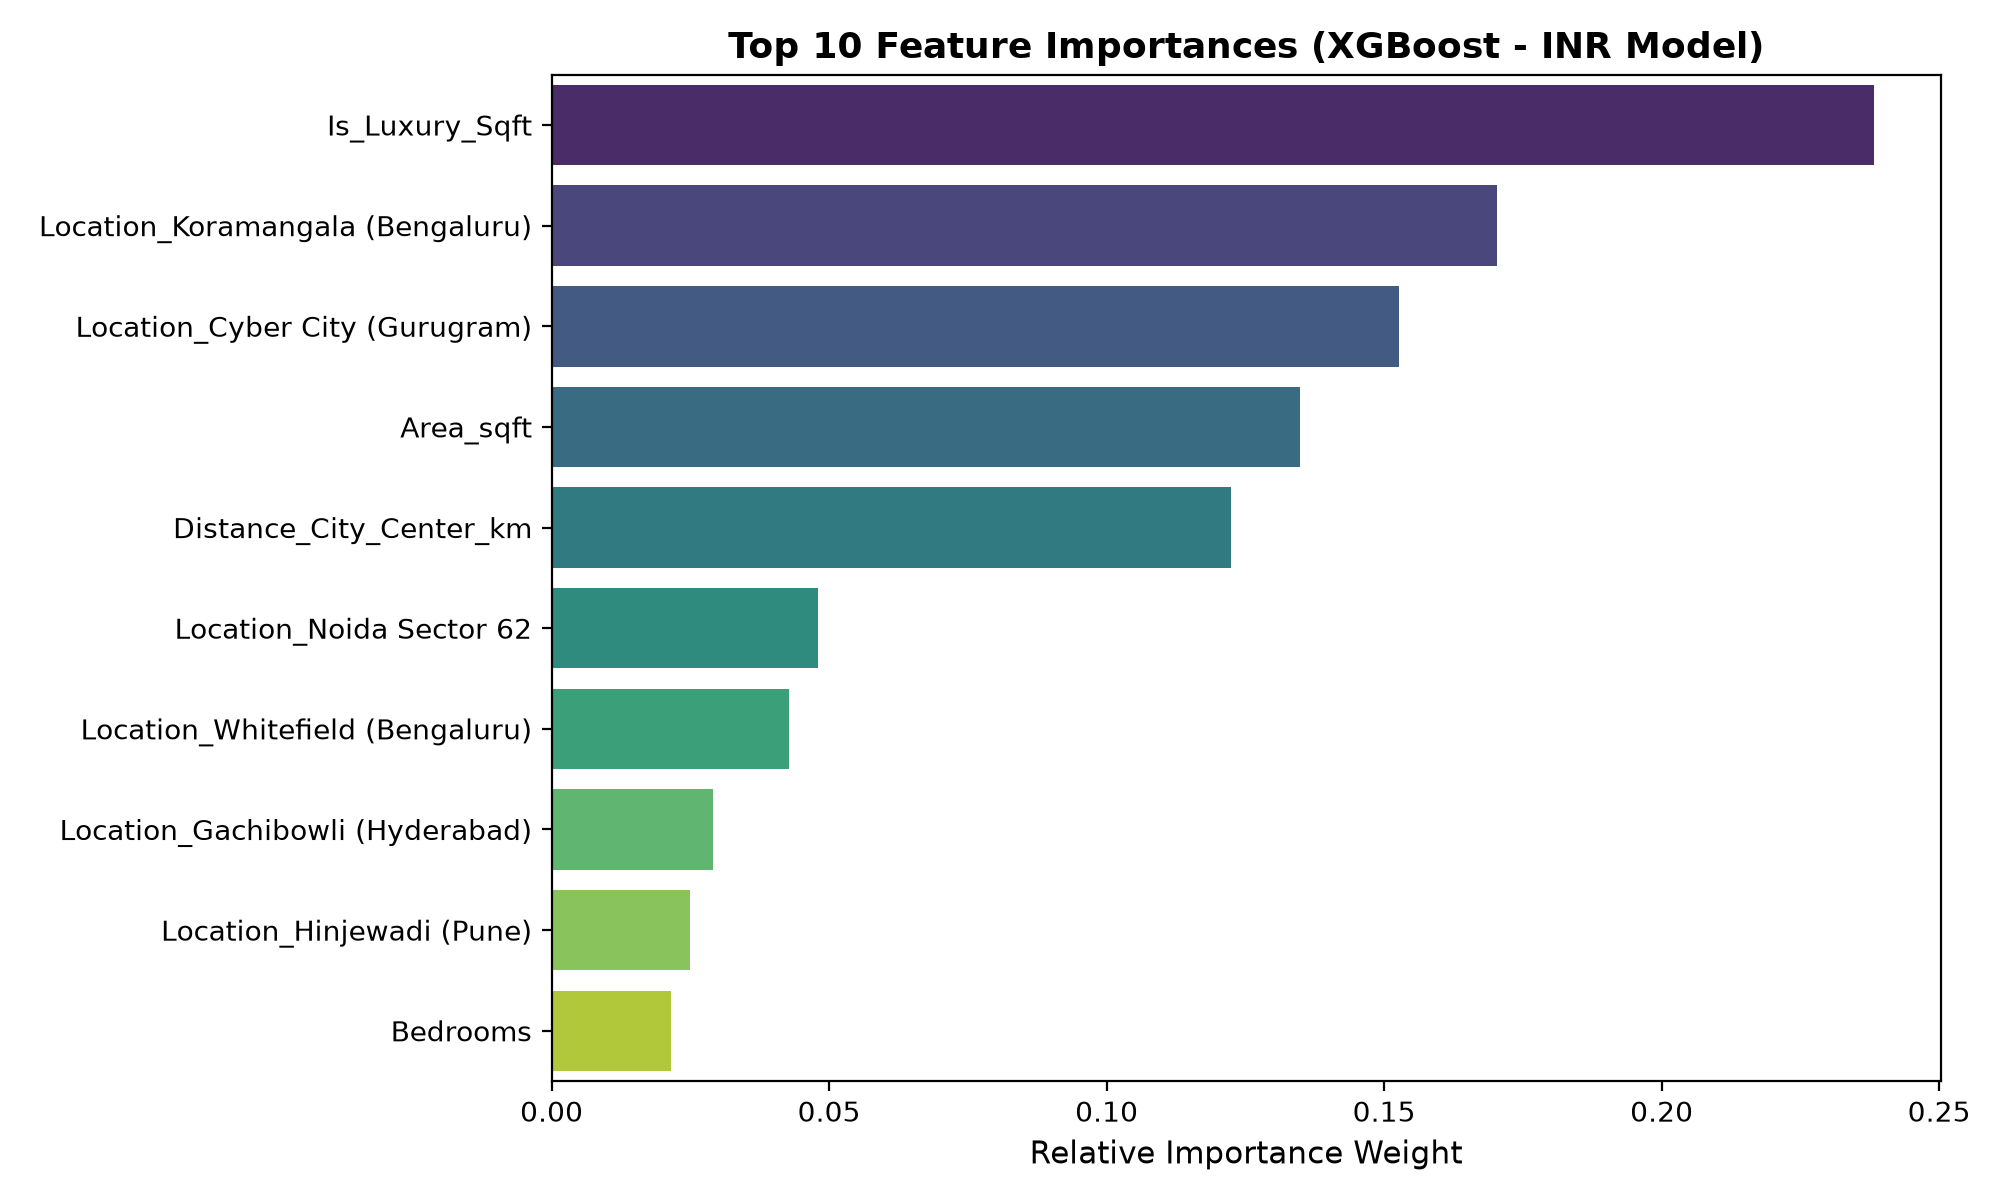 Top 10 Feature Importances (XGBoost - INR Model)
Is_Luxury_Sqft
Location_Koramangala (Bengaluru)
Location_Cyber City (Gurugram)
Area_sqft
Distance_City_Center_km
Location_Noida Sector 62
Location_Whitefield (Bengaluru)
Location_Gachibowli (Hyderabad)
Location_Hinjewadi (Pune)
Bedrooms
0.00 0.05 0.10 0.15 0.20 0.25
Relative Importance Weight